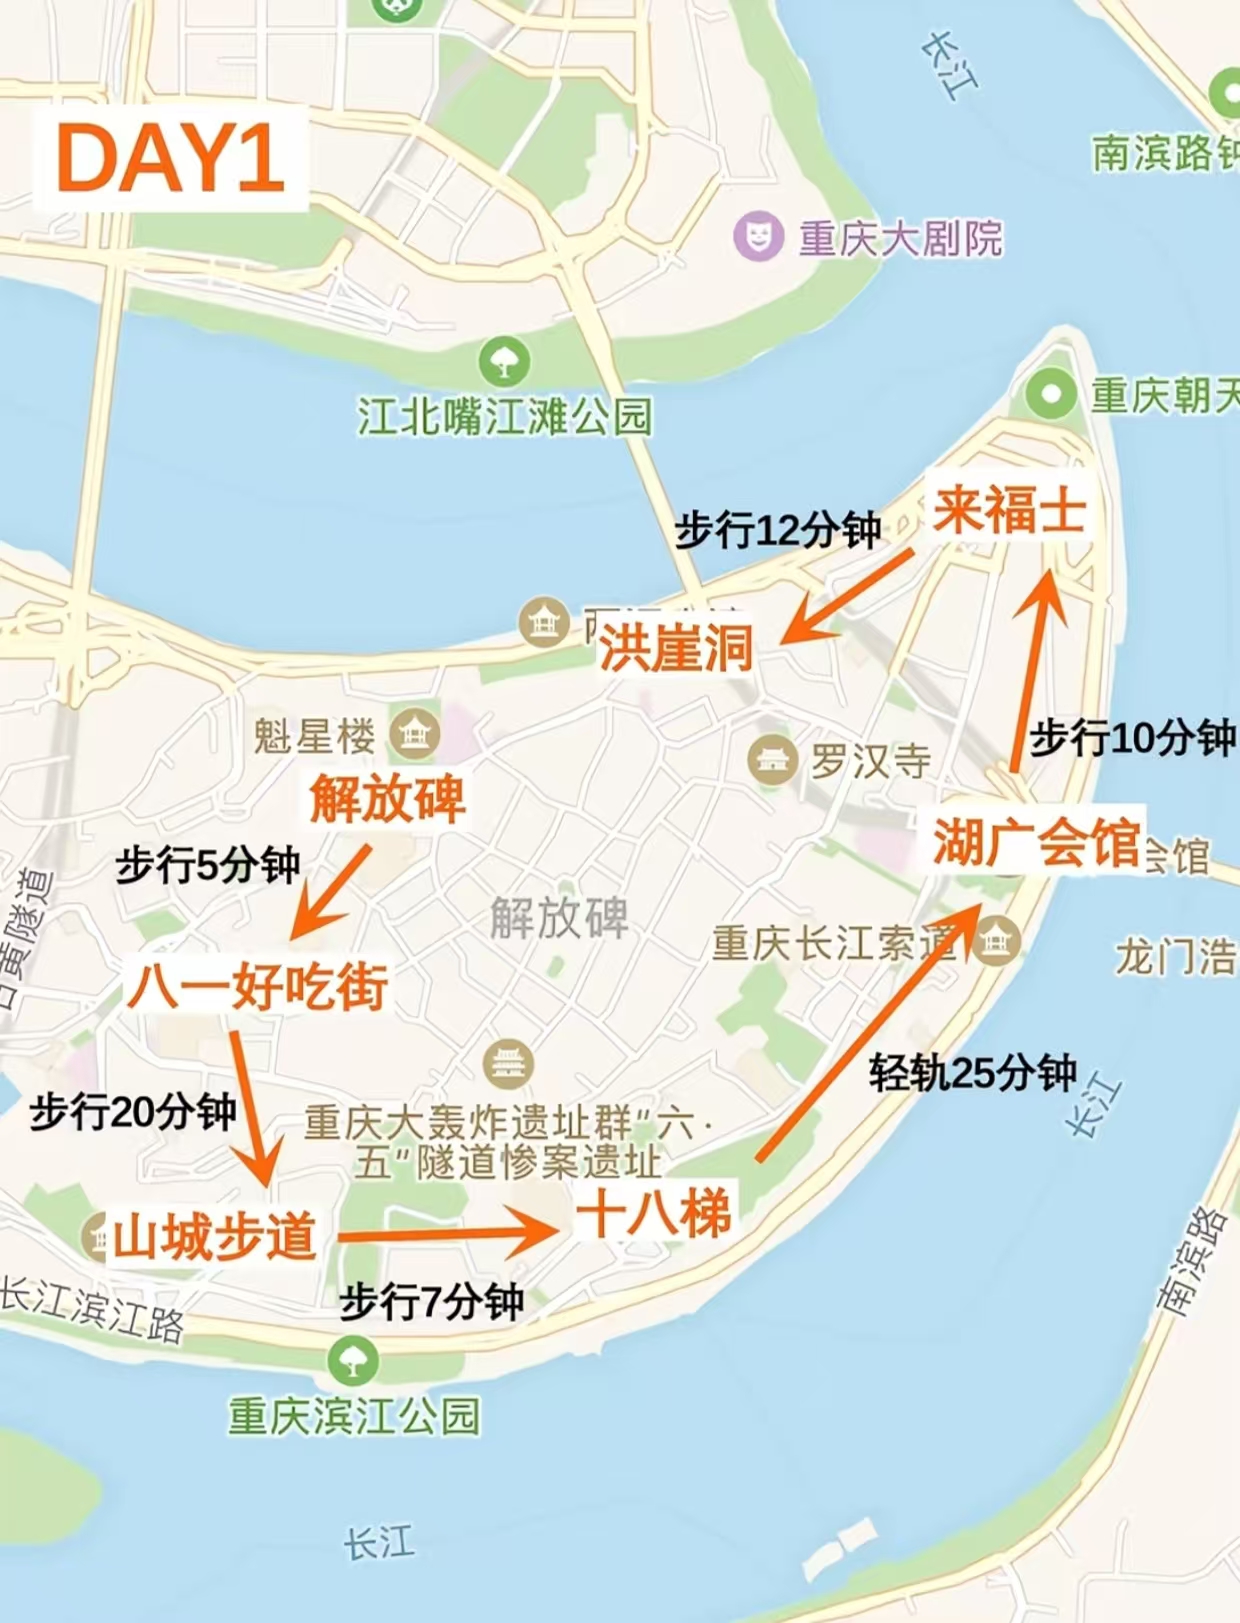 长江
DAY1
南滨路钟
重庆大剧院
江北嘴江滩公园
重庆朝天
来福士
步行12分钟
洪崖洞
魁星楼
步行10分钟
罗汉寺
解放碑
湖广会馆
会馆
步行5分钟
解放碑
重庆长江索道
龙门浩
黄隧道
八一好吃街
轻轨25分钟
长江
步行20分钟
重庆大轰炸遗址群"六·
五"隧道惨案遗址
十八梯
山城步道
南滨路
长江滨江路
步行7分钟
重庆滨江公园
长江